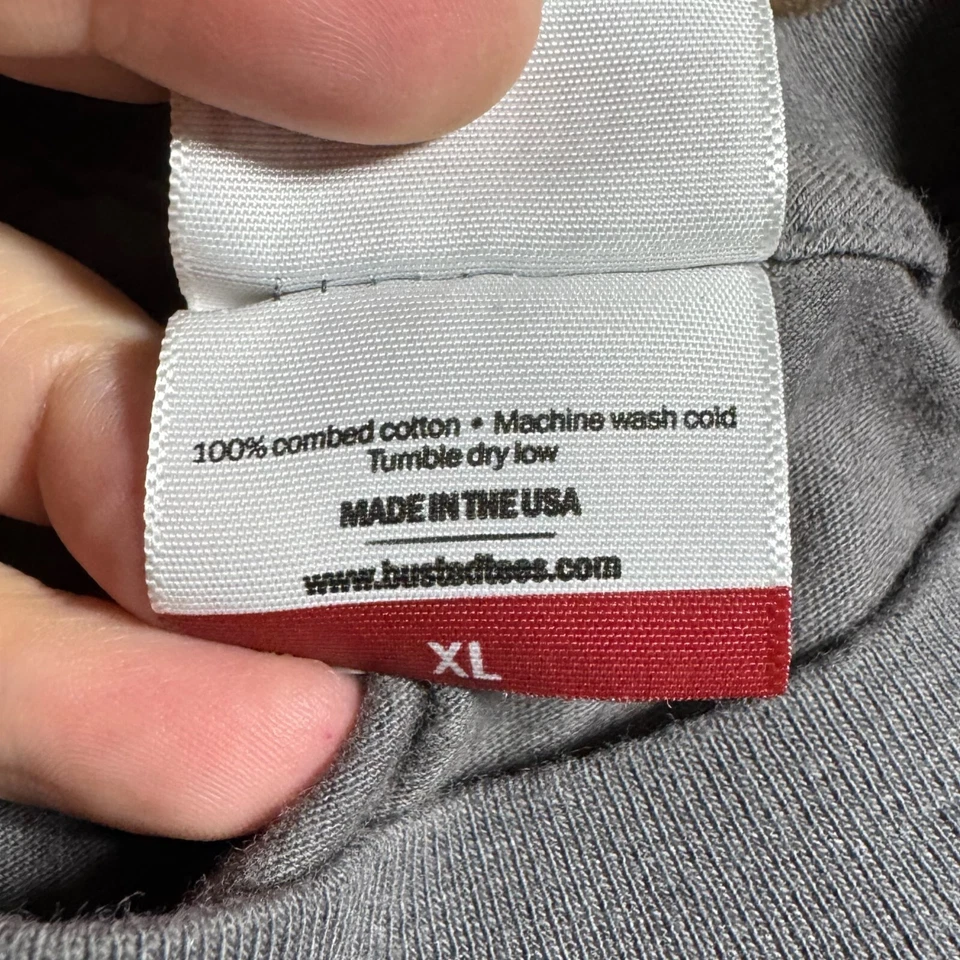 100% combed cotton • Machine wash cold
Tumble dry low
MADE IN THE USA
www.bustedtees.com
XL